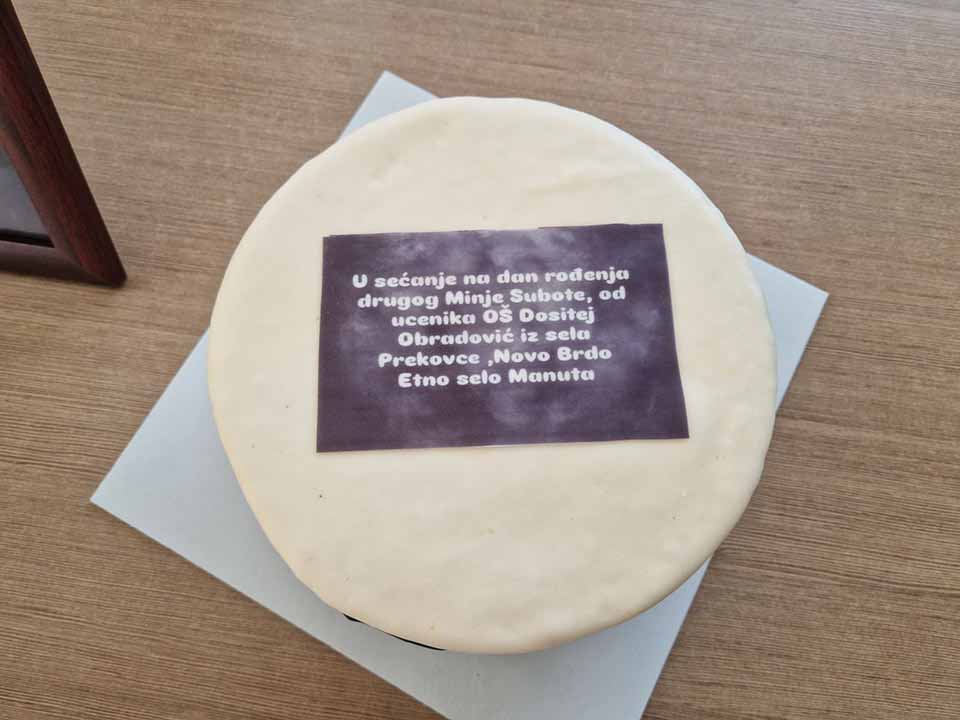 U sećanje na dan rođenja
drugog Minje Subote, od
ucenika OŠ Dositej
Obradović iz sela
Prekovce ,Novo Brdo
Etno selo Manuta